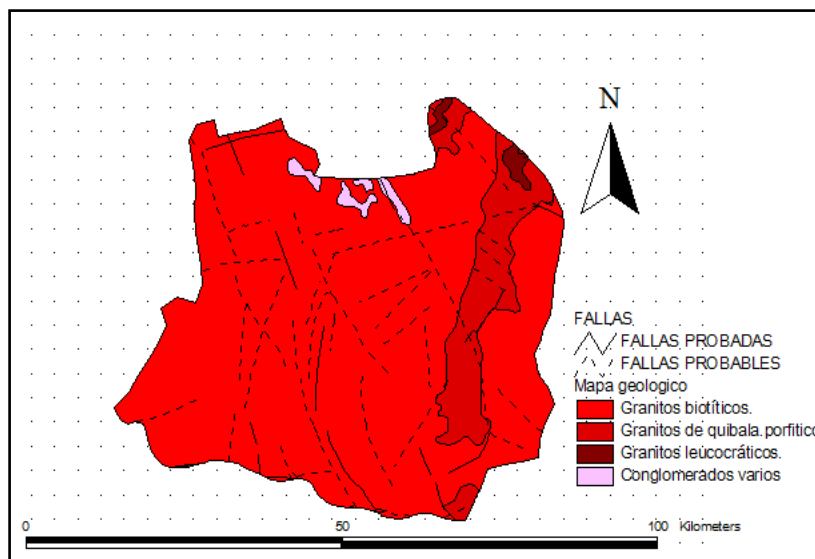 N
FALLAS
FALLAS PROBADAS
FALLAS PROBABLES
Mapa geologico
Granitos biotíticos.
Granitos de quibala.porfitico
Granitos leucocráticos.
Conglomerados varios
0 50 100 Kilometers